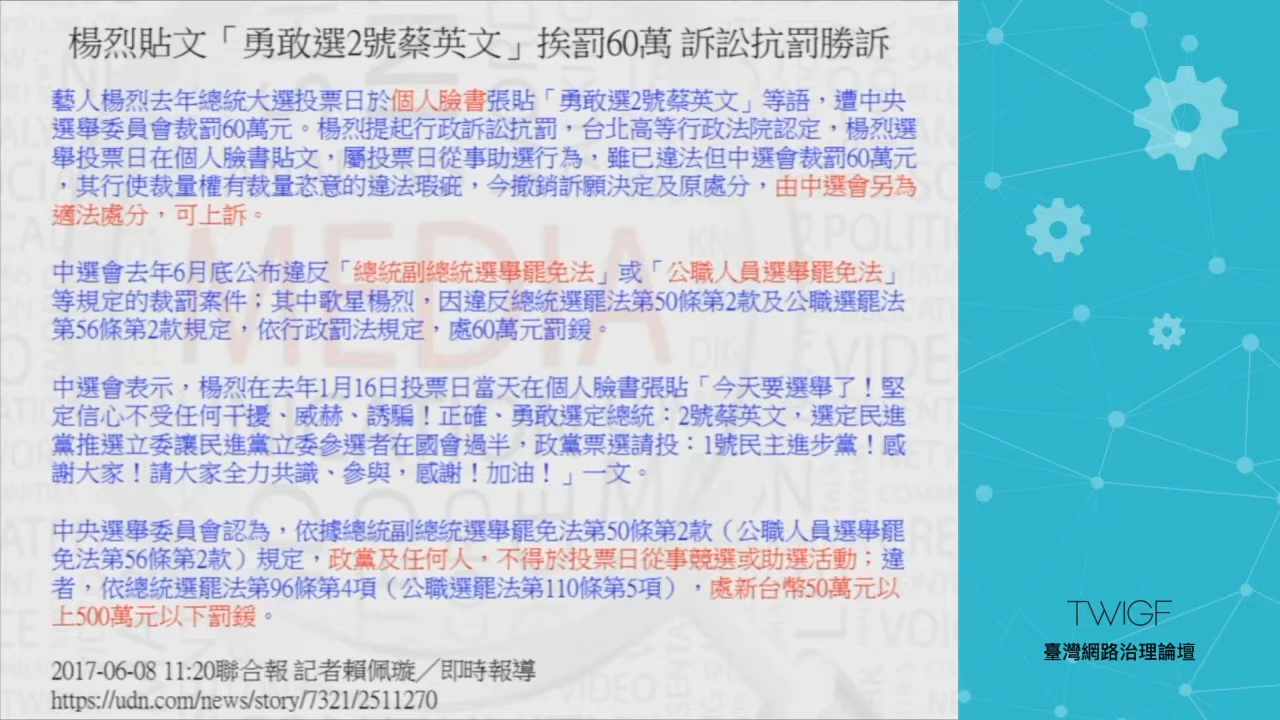 楊烈貼文「勇敢選2號蔡英文」挨罰60萬 訴訟抗罰勝訴
藝人楊烈去年總統大選投票日於個人臉書張貼「勇敢選2號蔡英文」等語，遭中央
選舉委員會裁罰60萬元。楊烈提起行政訴訟抗罰，台北高等行政法院認定，楊烈選
舉投票日在個人臉書貼文，屬投票日從事助選行為，雖已違法但中選會裁罰60萬元
，其行使裁量權有裁量恣意的違法瑕疵，今撤銷訴願決定及原處分，由中選會另為
適法處分，可上訴。
中選會去年6月底公布違反「總統副總統選舉罷免法」或「公職人員選舉罷免法」
等規定的裁罰案件；其中歌星楊烈，因違反總統選罷法第50條第2款及公職選罷法
第56條第2款規定，依行政罰法規定，處60萬元罰鍰。
中選會表示，楊烈在去年1月16日投票日當天在個人臉書張貼「今天要選舉了！堅
定信心不受任何干擾、威赫、誘騙！正確、勇敢選定總統：2號蔡英文、選定民進
黨推選立委讓民進黨立委參選者在國會過半，政黨票選請投：1號民主進步黨！感
謝大家！請大家全力共識、參與，感謝！加油！」一文。
中央選舉委員會認為，依據總統副總統選舉罷免法第50條第2款（公職人員選舉罷
免法第56條第2款）規定，政黨及任何人，不得於投票日從事競選或助選活動；違
者，依總統選罷法第96條第4項（公職選罷法第110條第5項），處新台幣50萬元以
上500萬元以下罰鍰。
2017-06-08 11:20聯合報 記者賴佩璇╱即時報導
https://udn.com/news/story/7321/2511270
TWIGF
臺灣網路治理論壇
MEDIA